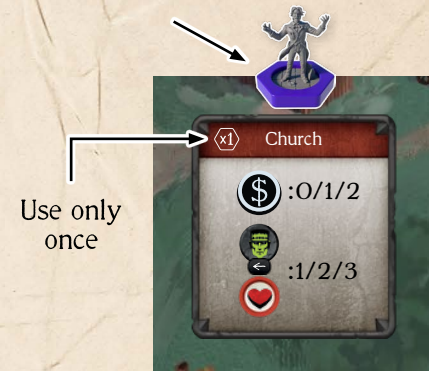 x1 Church
$ :0/1/2
Use only
once
:1/2/3